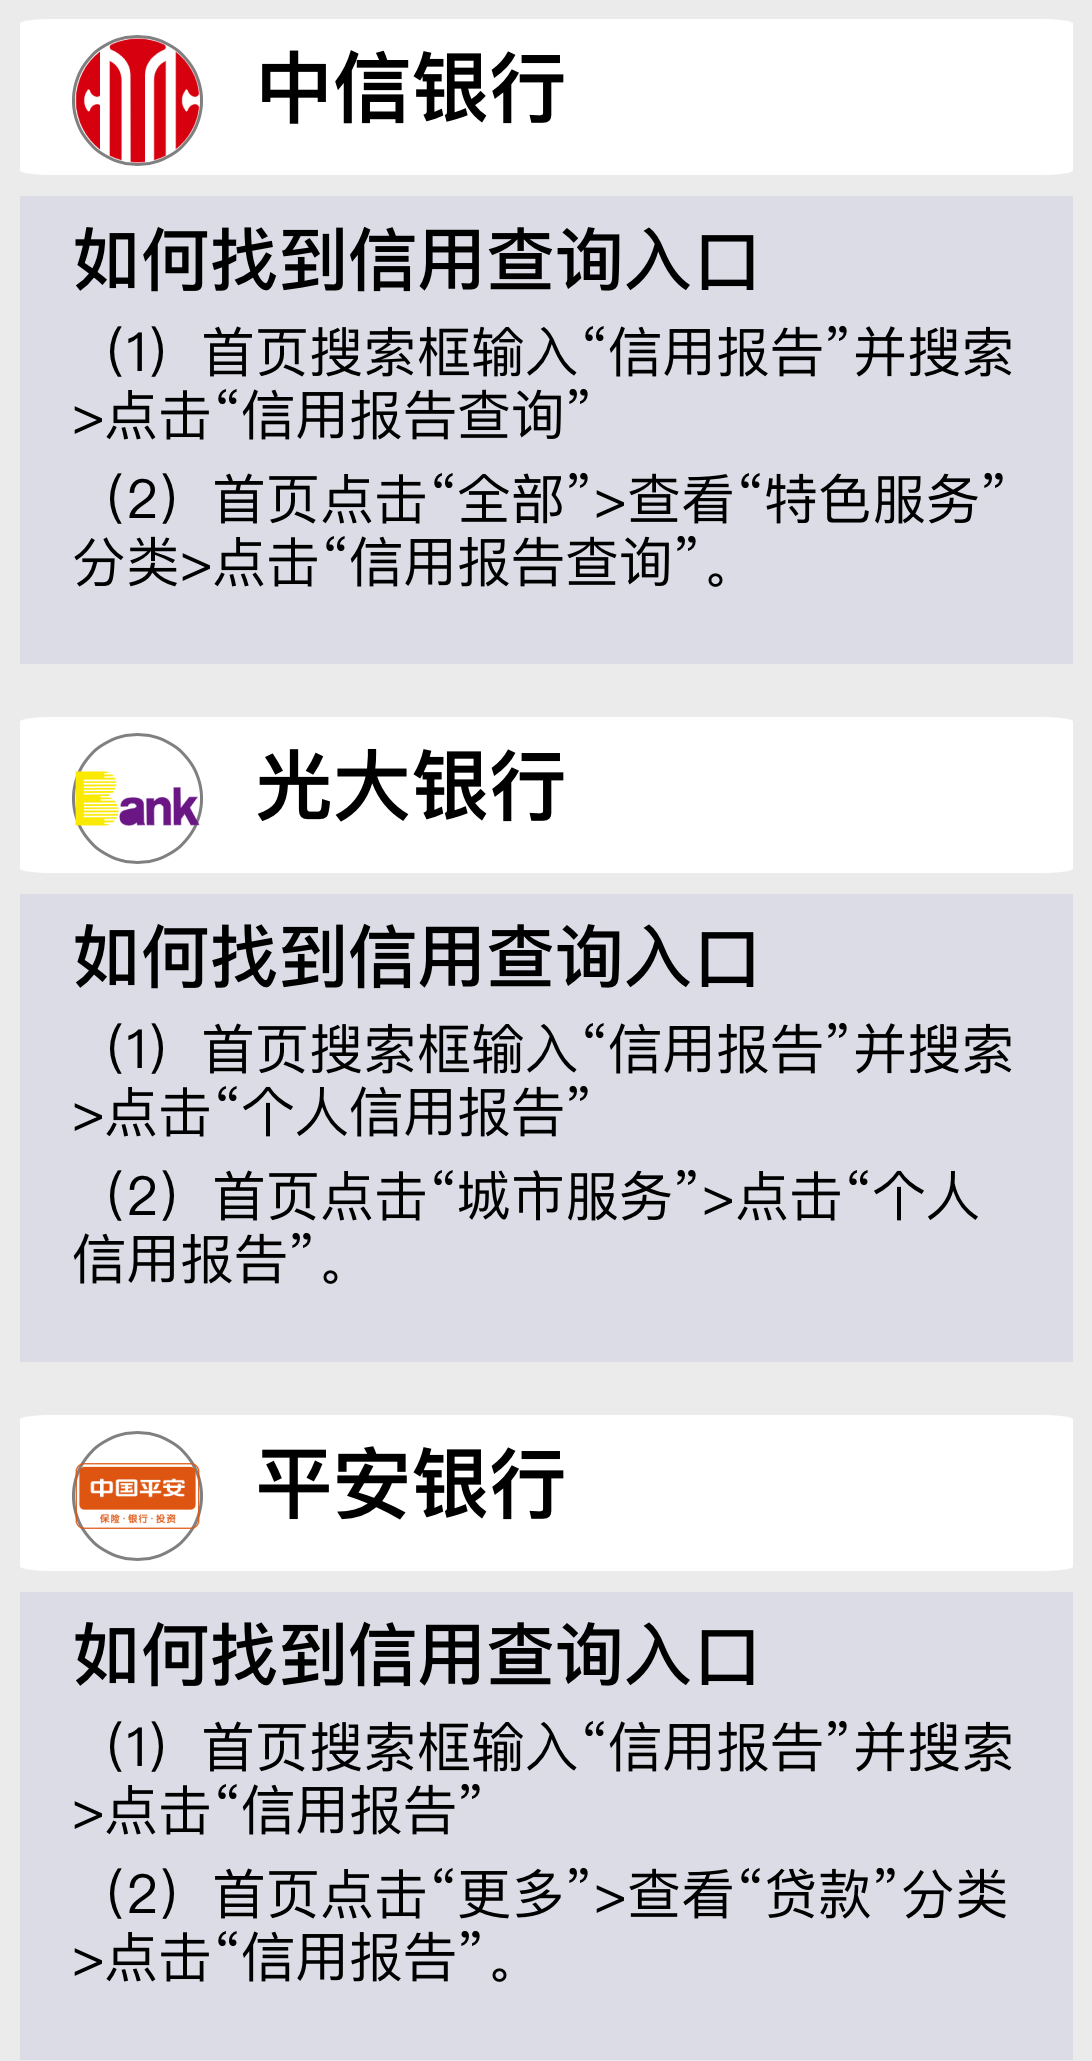 中信银行
如何找到信用查询入口
（1）首页搜索框输入“信用报告”并搜索
>点击“信用报告查询”
（2）首页点击“全部”>查看“特色服务”
分类>点击“信用报告查询”。
Bank
光大银行
如何找到信用查询入口
（1）首页搜索框输入“信用报告”并搜索
>点击“个人信用报告”
（2）首页点击“城市服务”>点击“个人
信用报告”。
中国平安
保险·银行·投资
平安银行
如何找到信用查询入口
（1）首页搜索框输入“信用报告”并搜索
>点击“信用报告”
（2）首页点击“更多”>查看“贷款”分类
>点击“信用报告”。